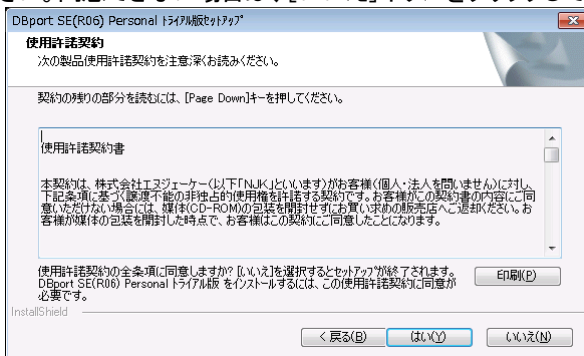 DBport SE(R06) Personal ﾄﾗｲｱﾙ版ｾｯﾄｱｯﾌﾟ
使用許諾契約
次の製品使用許諾契約を注意深くお読みください。
契約の残りの部分を読むには、[Page Down]キーを押してください。
使用許諾契約書
本契約は、株式会社エヌジェーケー(以下「NJK」といいます)がお客様(個人・法人を問いません)に対し、
下記条項に基づく譲渡不能の非独占的使用権を許諾する契約です。お客様がこの契約書の内容にご同
意いただけない場合には、媒体(CD-ROM)の包装を開封せずにお買い求めの販売店へご返却ください。お
客様が媒体の包装を開封した時点で、お客様はこの契約にご同意したことになります。
使用許諾契約の全条項に同意しますか? [いいえ]を選択するとｾｯﾄｱｯﾌﾟが終了されます。
DBport SE(R06) Personal ﾄﾗｲｱﾙ版 をインストールするには、この使用許諾契約に同意が
必要です。
印刷(P)
InstallShield
< 戻る(B)
はい(Y)
いいえ(N)